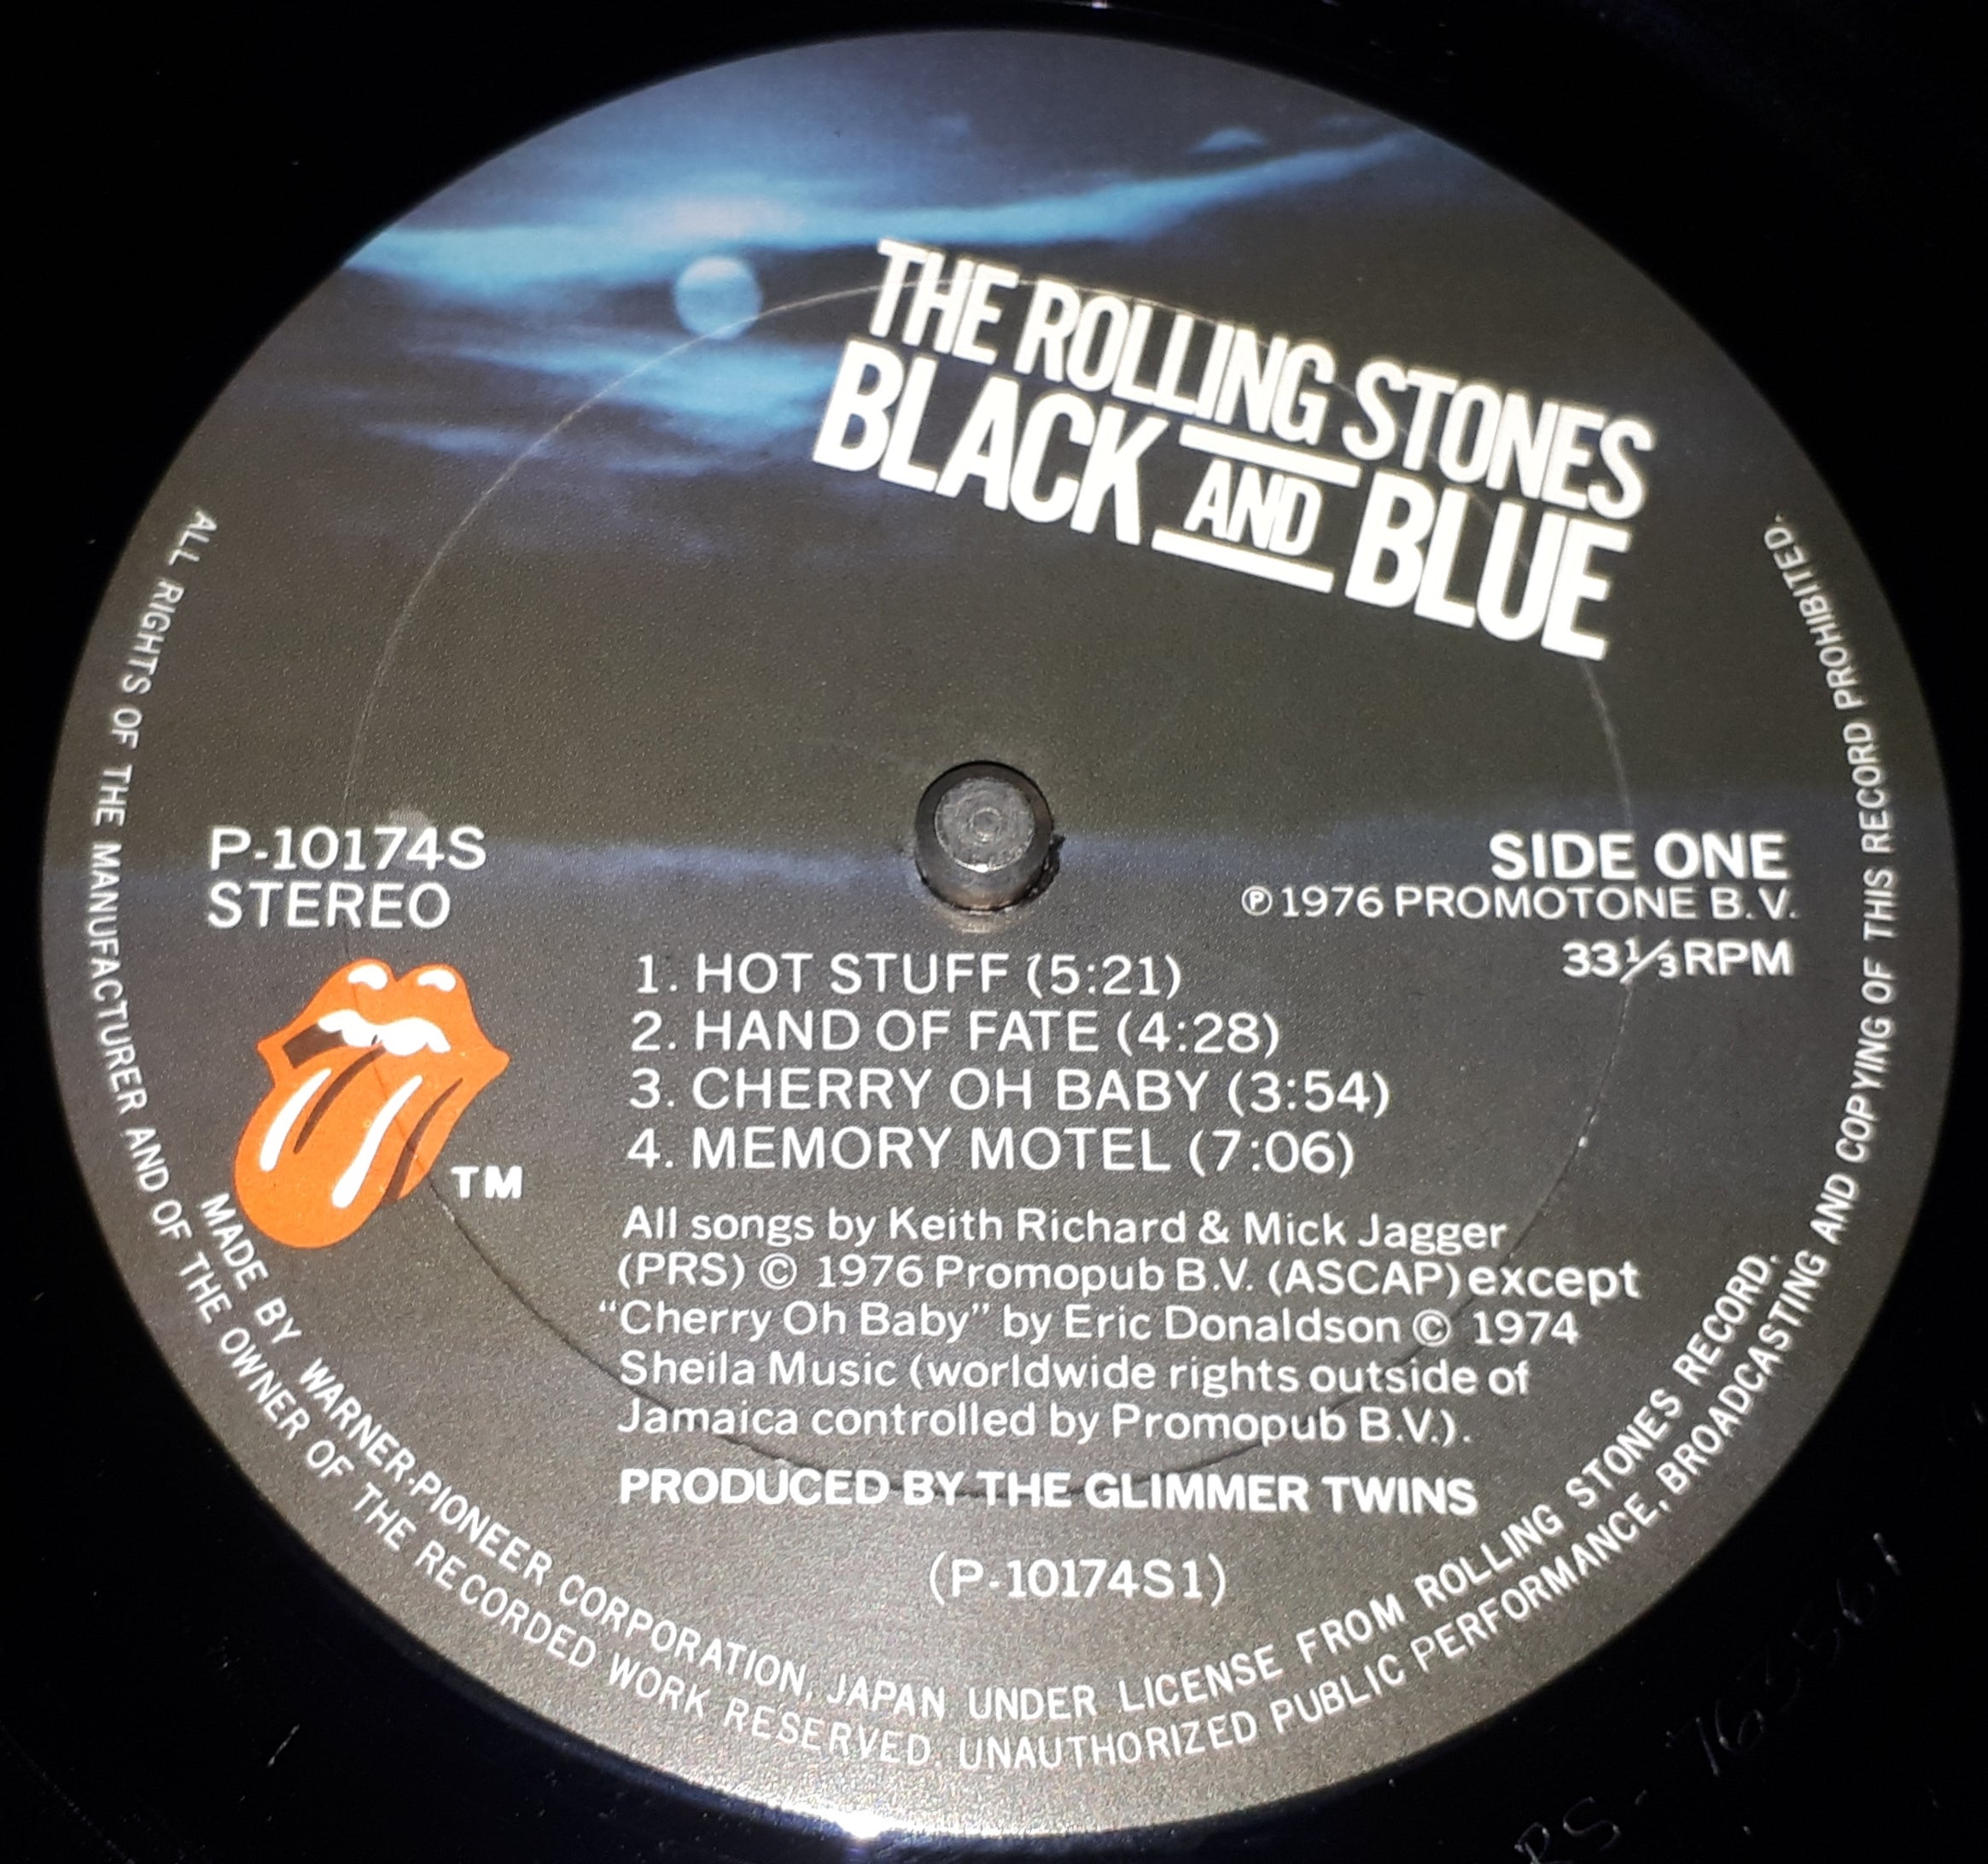 THE ROLLING STONES
BLACK AND BLUE
P-10174S
STEREO
SIDE ONE
℗ 1976 PROMOTONE B.V.
33⅓ RPM
1. HOT STUFF (5:21)
2. HAND OF FATE (4:28)
3. CHERRY OH BABY (3:54)
4. MEMORY MOTEL (7:06)
TM
All songs by Keith Richard & Mick Jagger
(PRS) © 1976 Promopub B.V. (ASCAP) except
“Cherry Oh Baby” by Eric Donaldson © 1974
Sheila Music (worldwide rights outside of
Jamaica controlled by Promopub B.V.).
PRODUCED BY THE GLIMMER TWINS
(P-10174S1)
MADE BY WARNER-PIONEER CORPORATION, JAPAN UNDER LICENSE FROM ROLLING STONES RECORD.
ALL RIGHTS OF THE MANUFACTURER AND OF THE OWNER OF THE RECORDED WORK RESERVED. UNAUTHORIZED PUBLIC PERFORMANCE, BROADCASTING AND COPYING OF THIS RECORD PROHIBITED.